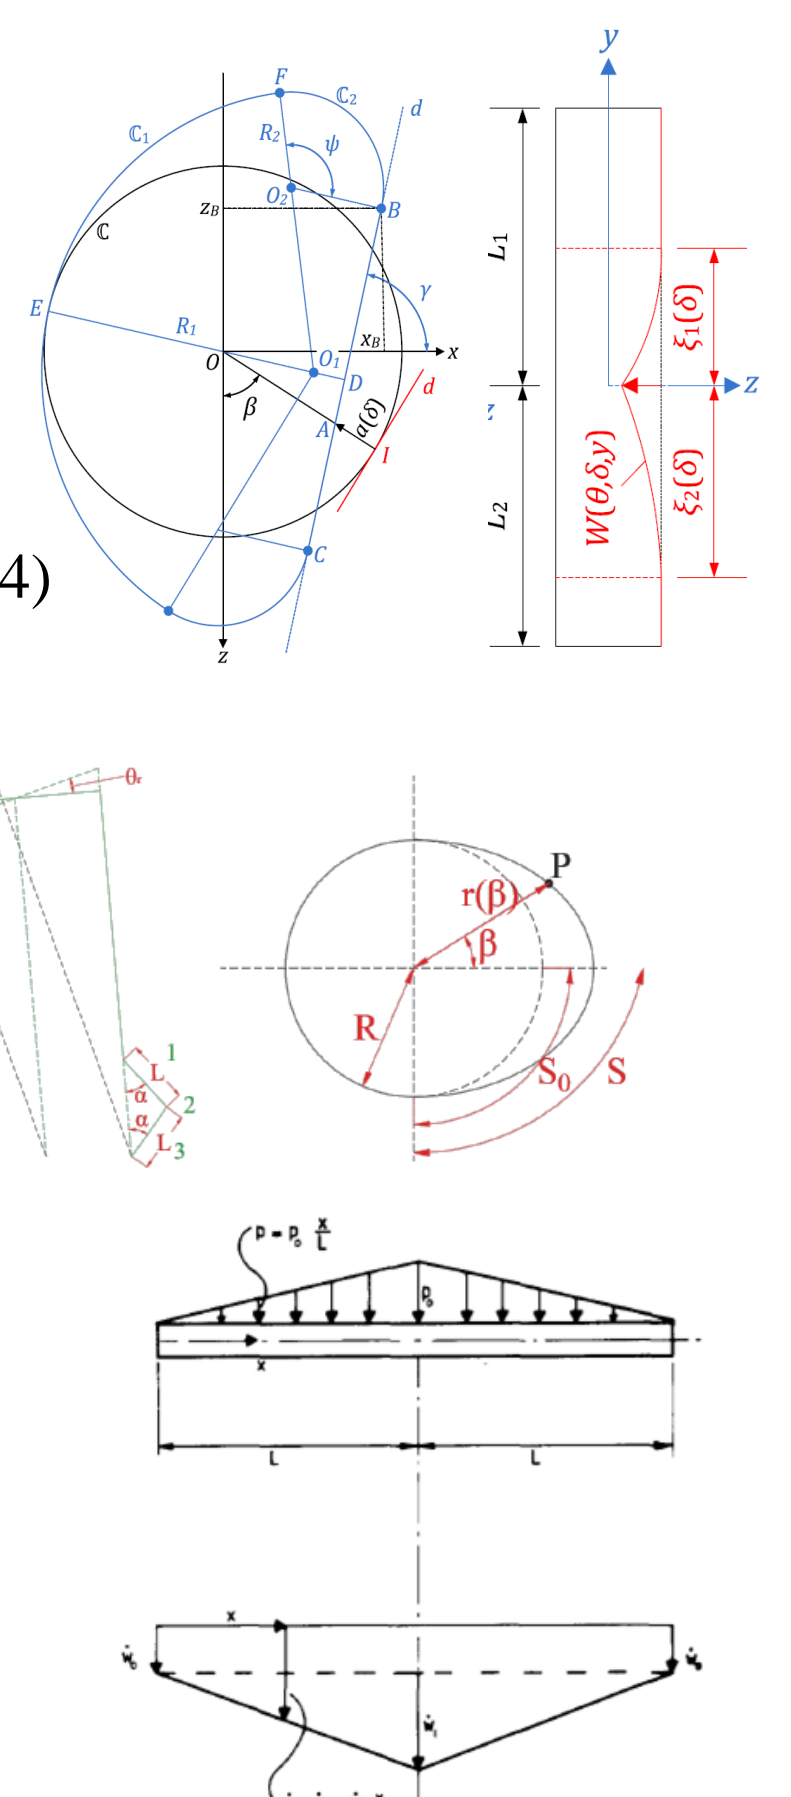 F
ℂ₂
d
ℂ₁
R₂
ψ
O₂
z_B
B
ℂ
γ
E
R₁
x_B
x
O
O₁
D
β
a(δ)
d
A
I
C
z
4)
y
L₁
ξ₁(δ)
z
z
W(θ,δ,y)
ξ₂(δ)
L₂
θᵣ
1
L
α
2
α
L
3
P
r(β)
β
R
S₀
S
p = p₀ x/L
p₀
x
L
L
x
ẇ₀
ẇ₀
ẇ₁